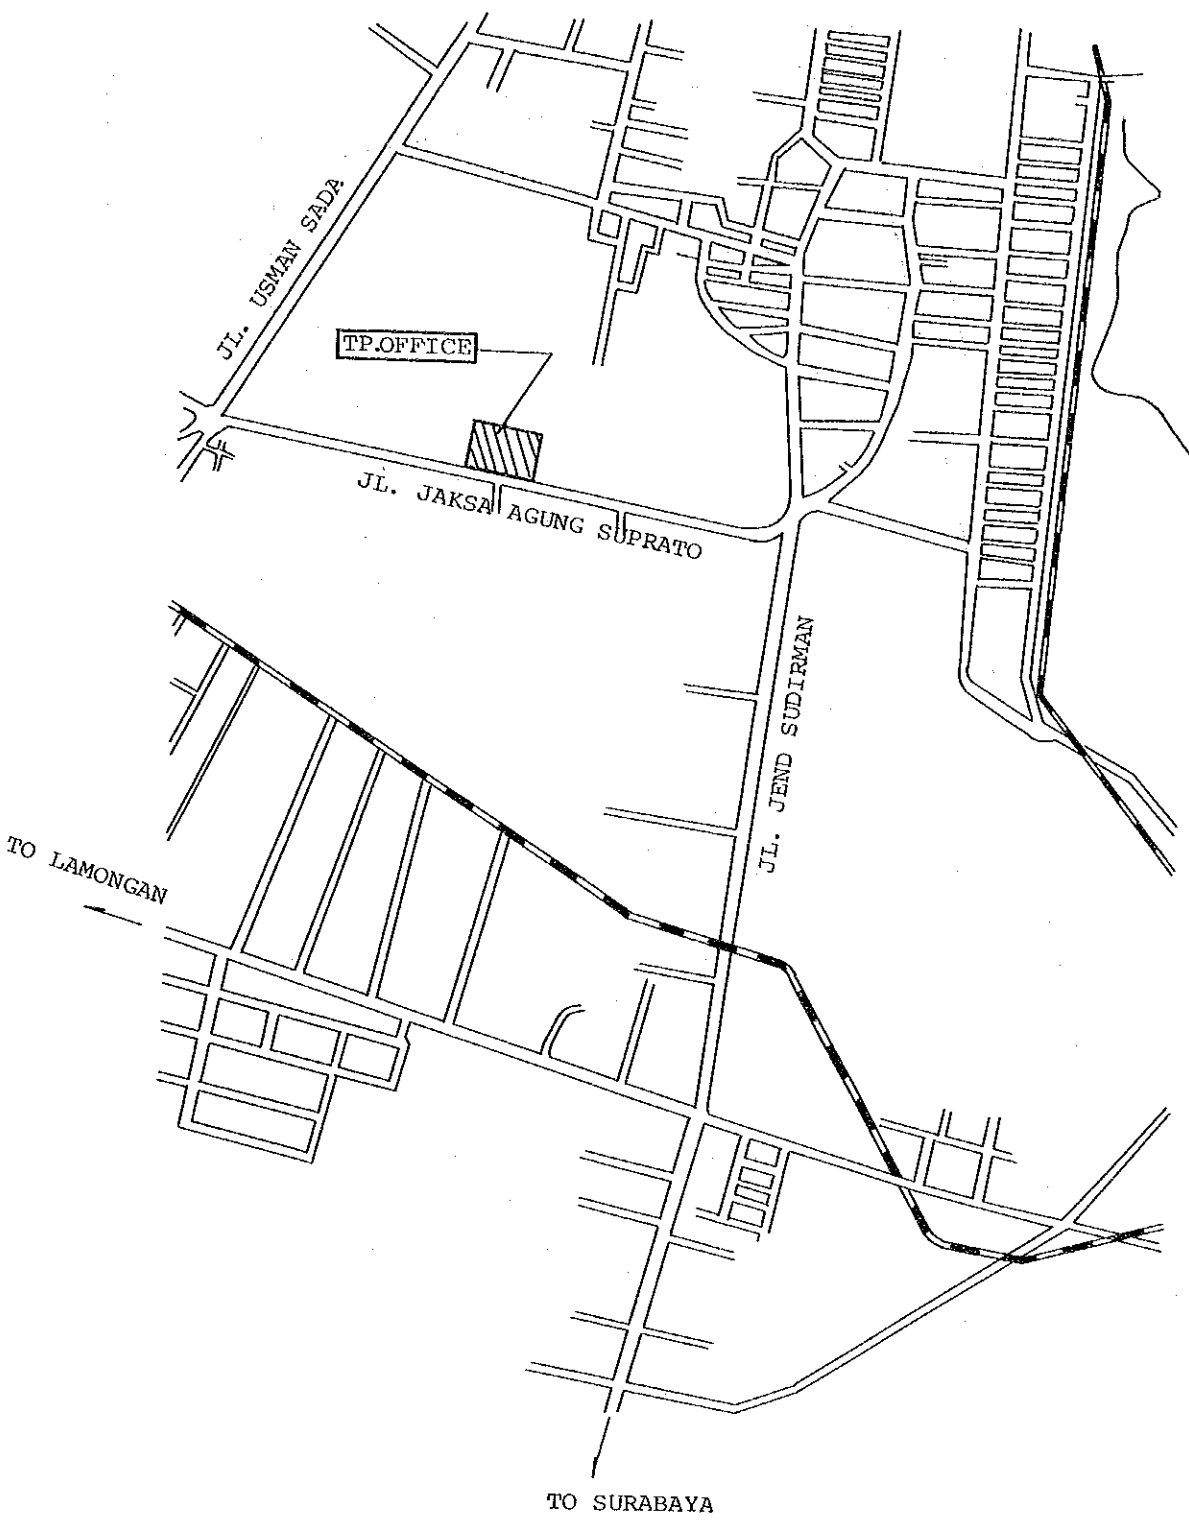 JL. USMAN SADA
TP.OFFICE
JL. JAKSA AGUNG SUPRATO
JL. JEND SUDIRMAN
TO LAMONGAN
TO SURABAYA